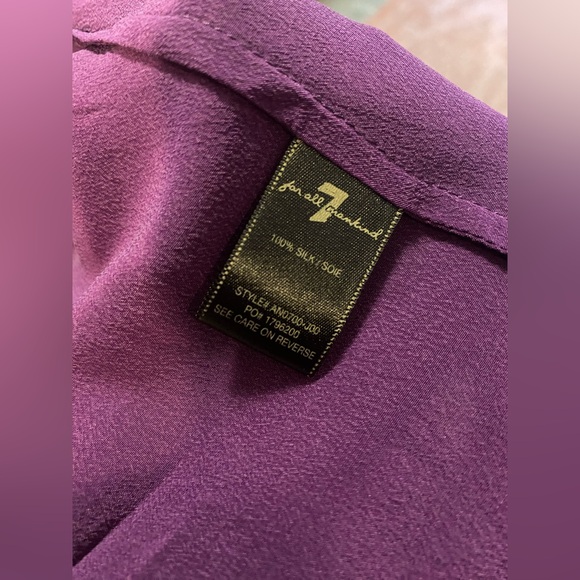 7
for all mankind
100% SILK / SOIE
STYLE# AN0700-J00
PO# 1796200
SEE CARE ON REVERSE